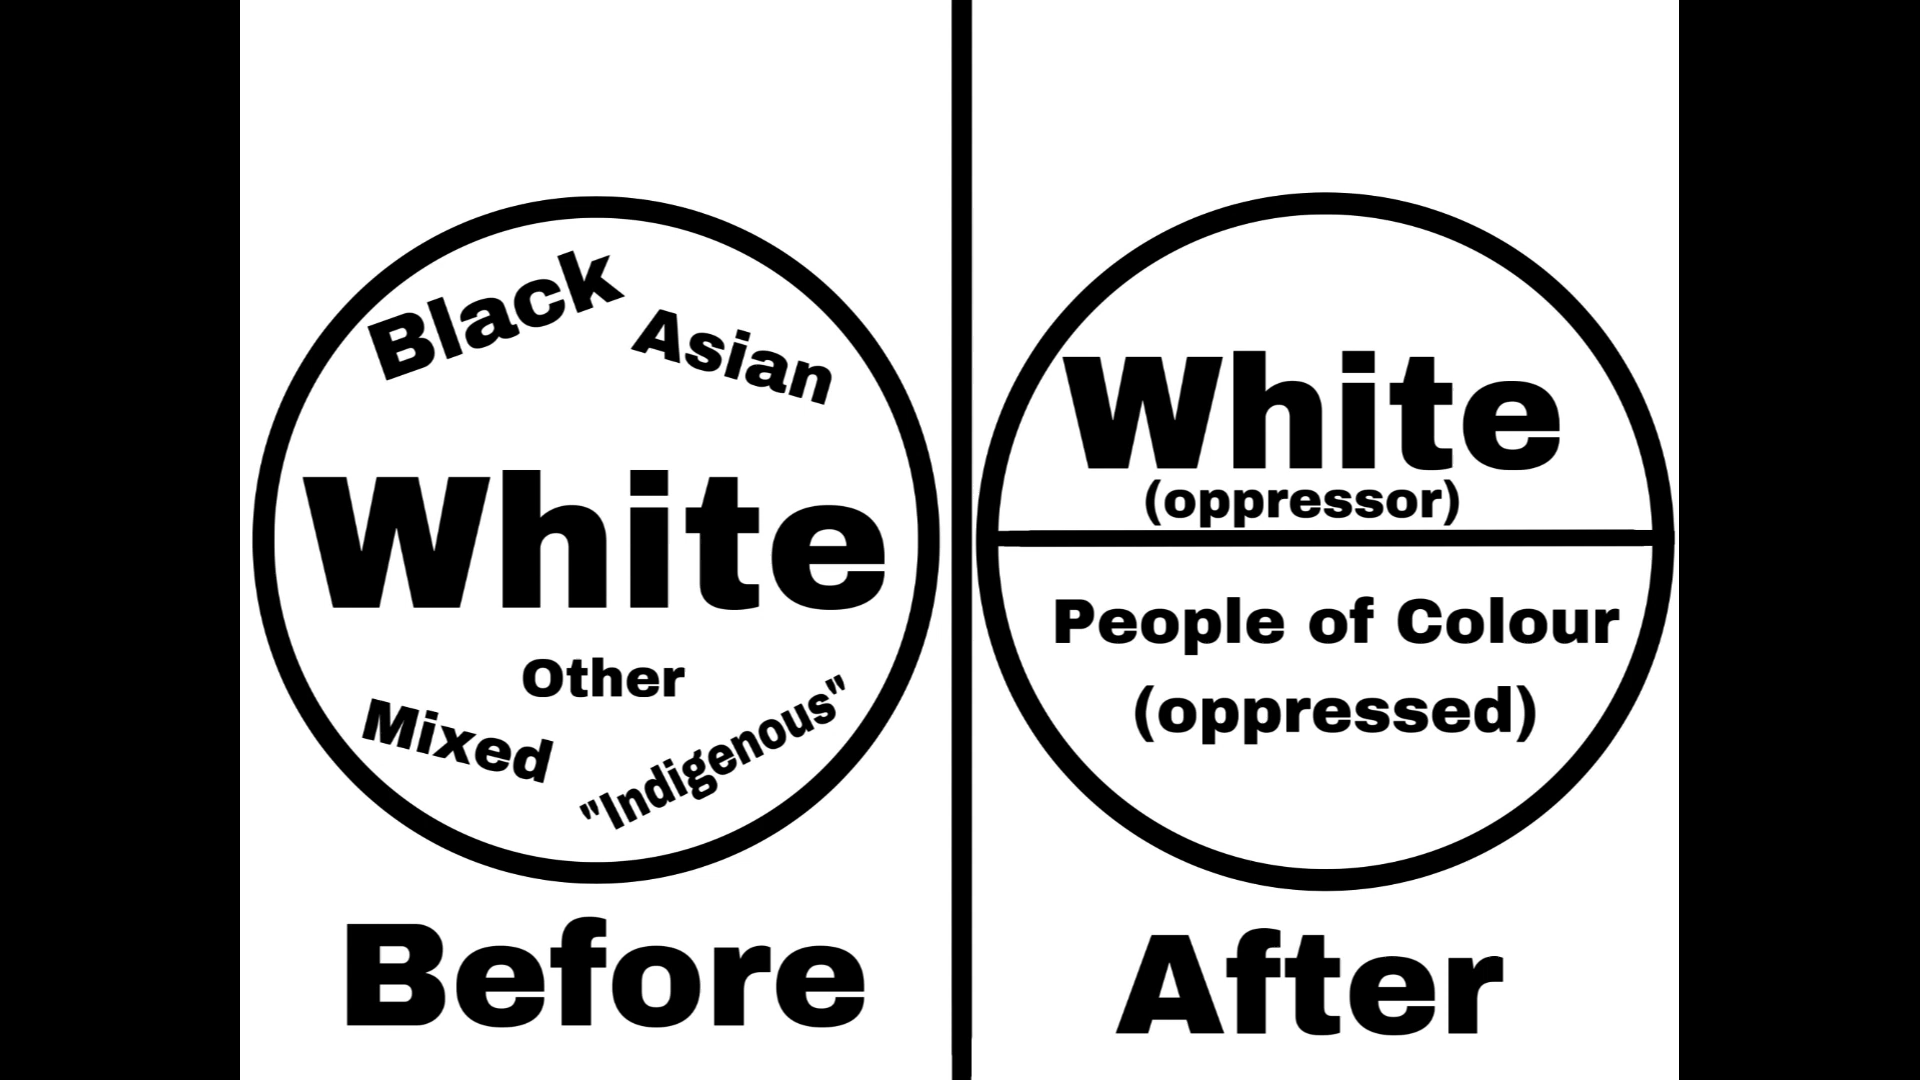 Black
Asian
White
Other
Mixed
"Indigenous"
Before
White
(oppressor)
People of Colour
(oppressed)
After